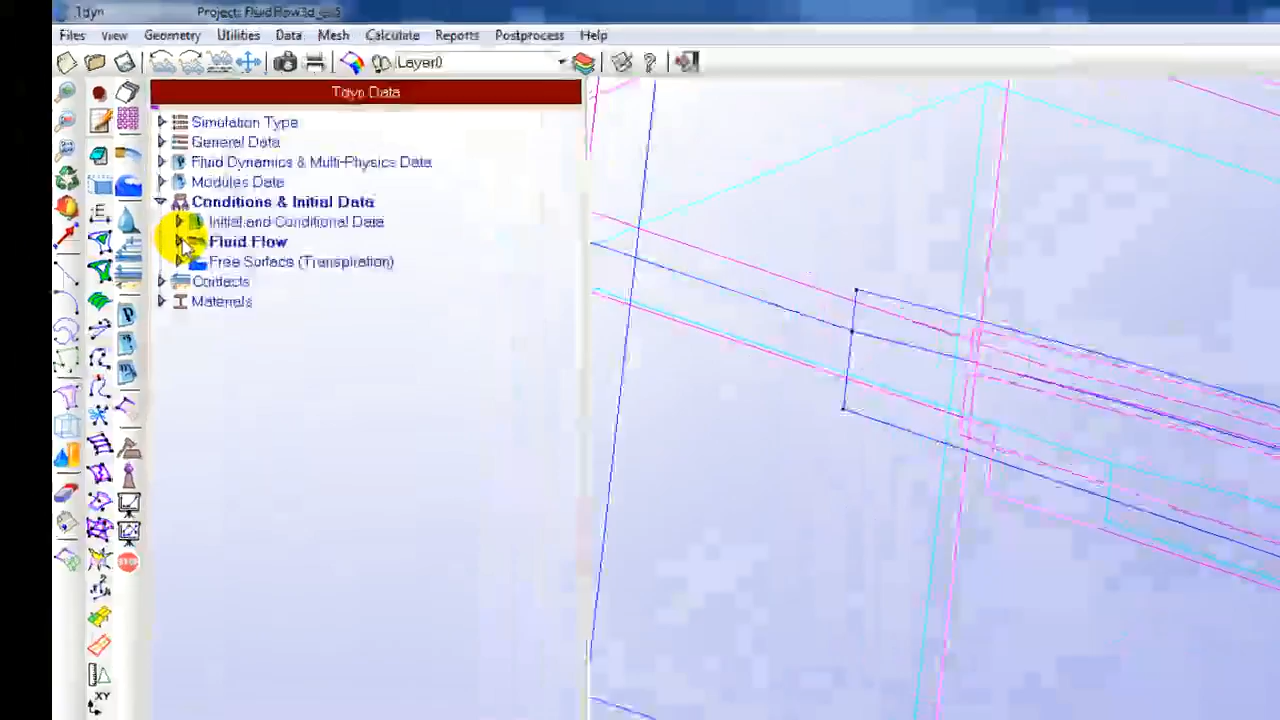 Tdyn Project:
Files View Geometry Utilities Data Mesh Calculate Reports Postprocess Help
Layer0
Tdyn Data
Simulation Type
General Data
Fluid Dynamics & Multi-Physics Data
Modules Data
Conditions & Initial Data
Initial and Conditional Data
Fluid Flow
Free Surface (Transpiration)
Contacts
Materials
E
STOP
XY